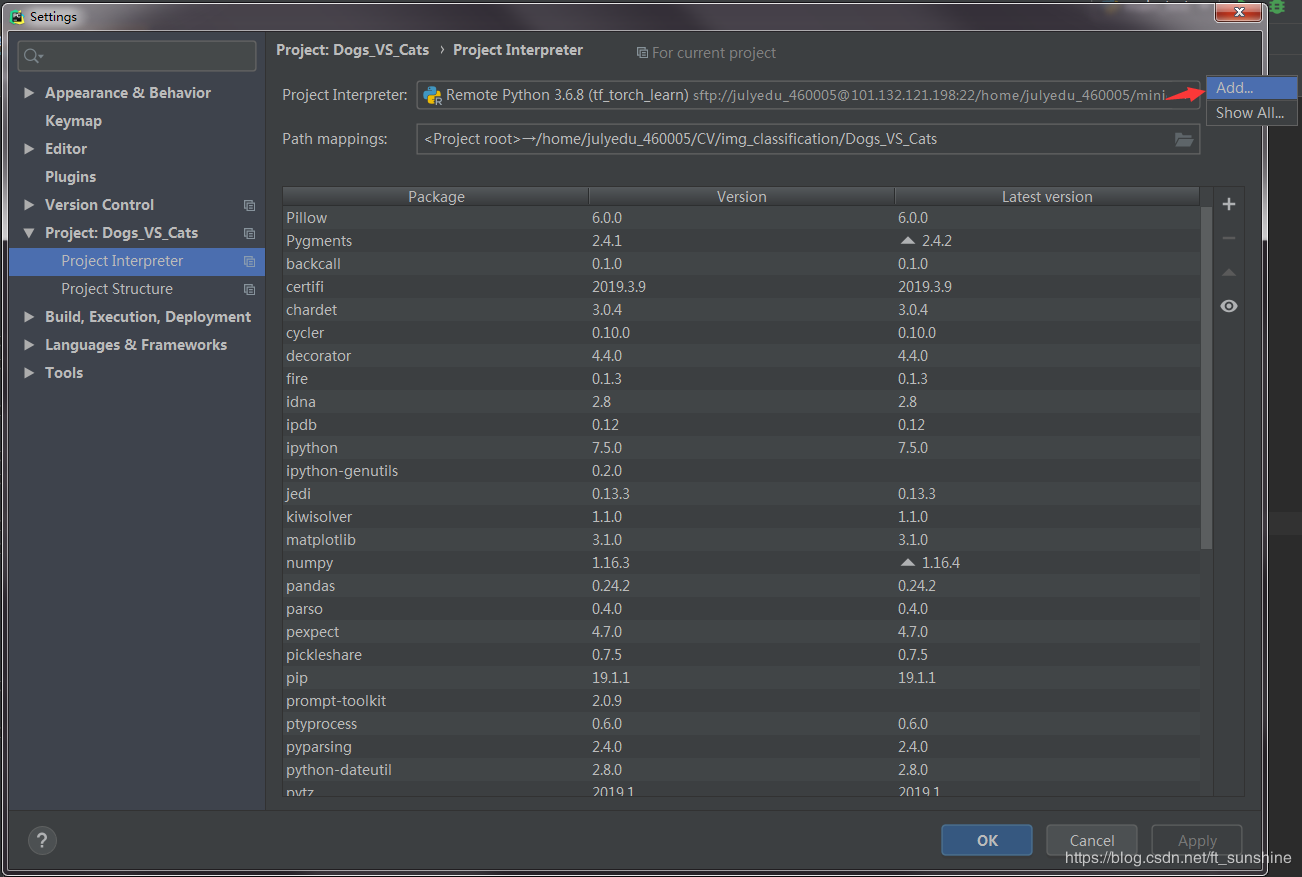 Settings
Project: Dogs_VS_Cats › Project Interpreter
For current project
Appearance & Behavior
Keymap
Editor
Plugins
Version Control
Project: Dogs_VS_Cats
Project Interpreter
Project Structure
Build, Execution, Deployment
Languages & Frameworks
Tools
Project Interpreter: Remote Python 3.6.8 (tf_torch_learn) sftp://julyedu_460005@101.132.121.198:22/home/julyedu_460005/mini
Add...
Show All...
Path mappings: <Project root>→/home/julyedu_460005/CV/img_classification/Dogs_VS_Cats
Package Version Latest version
Pillow 6.0.0 6.0.0
Pygments 2.4.1 2.4.2
backcall 0.1.0 0.1.0
certifi 2019.3.9 2019.3.9
chardet 3.0.4 3.0.4
cycler 0.10.0 0.10.0
decorator 4.4.0 4.4.0
fire 0.1.3 0.1.3
idna 2.8 2.8
ipdb 0.12 0.12
ipython 7.5.0 7.5.0
ipython-genutils 0.2.0
jedi 0.13.3 0.13.3
kiwisolver 1.1.0 1.1.0
matplotlib 3.1.0 3.1.0
numpy 1.16.3 1.16.4
pandas 0.24.2 0.24.2
parso 0.4.0 0.4.0
pexpect 4.7.0 4.7.0
pickleshare 0.7.5 0.7.5
pip 19.1.1 19.1.1
prompt-toolkit 2.0.9
ptyprocess 0.6.0 0.6.0
pyparsing 2.4.0 2.4.0
python-dateutil 2.8.0 2.8.0
pytz 2019.1 2019.1
?
OK Cancel Apply
https://blog.csdn.net/ft_sunshine